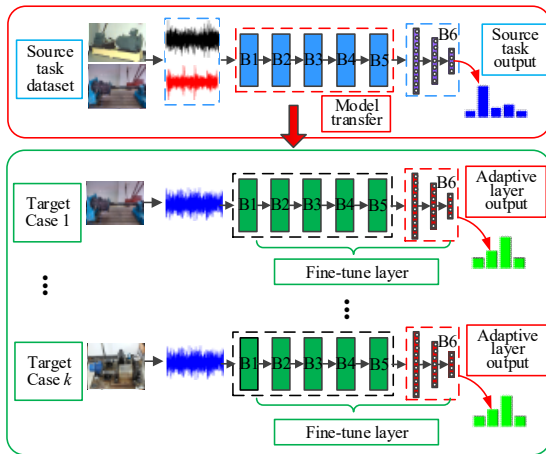 Source
task
dataset
B1 B2 B3 B4 B5
B6
Source task
output
Model
transfer
Target
Case 1
B1 B2 B3 B4 B5
B6
Adaptive
layer output
Fine-tune layer
Target
Case k
B1 B2 B3 B4 B5
B6
Adaptive
layer output
Fine-tune layer